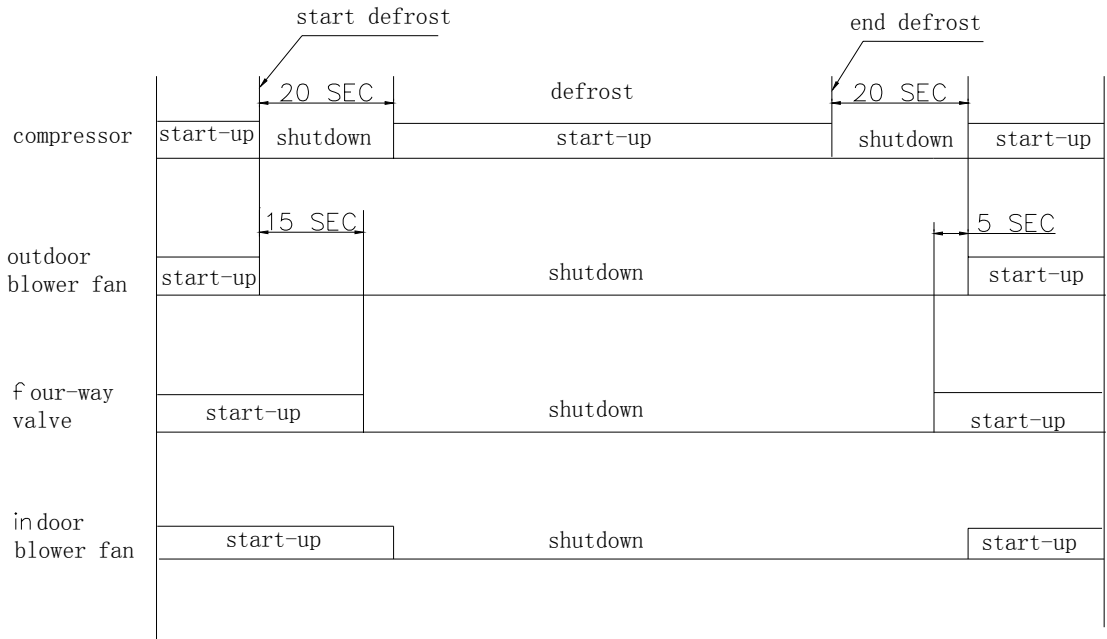 start defrost
end defrost
20 SEC
defrost
20 SEC
compressor
start-up
shutdown
start-up
shutdown
start-up
15 SEC
5 SEC
outdoor
blower fan
start-up
shutdown
start-up
four-way
valve
start-up
shutdown
start-up
indoor
blower fan
start-up
shutdown
start-up